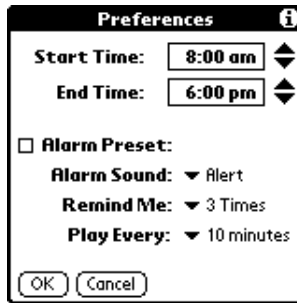 Preferences
Start Time: 8:00 am
End Time: 6:00 pm
Alarm Preset:
Alarm Sound: Alert
Remind Me: 3 Times
Play Every: 10 minutes
OK Cancel